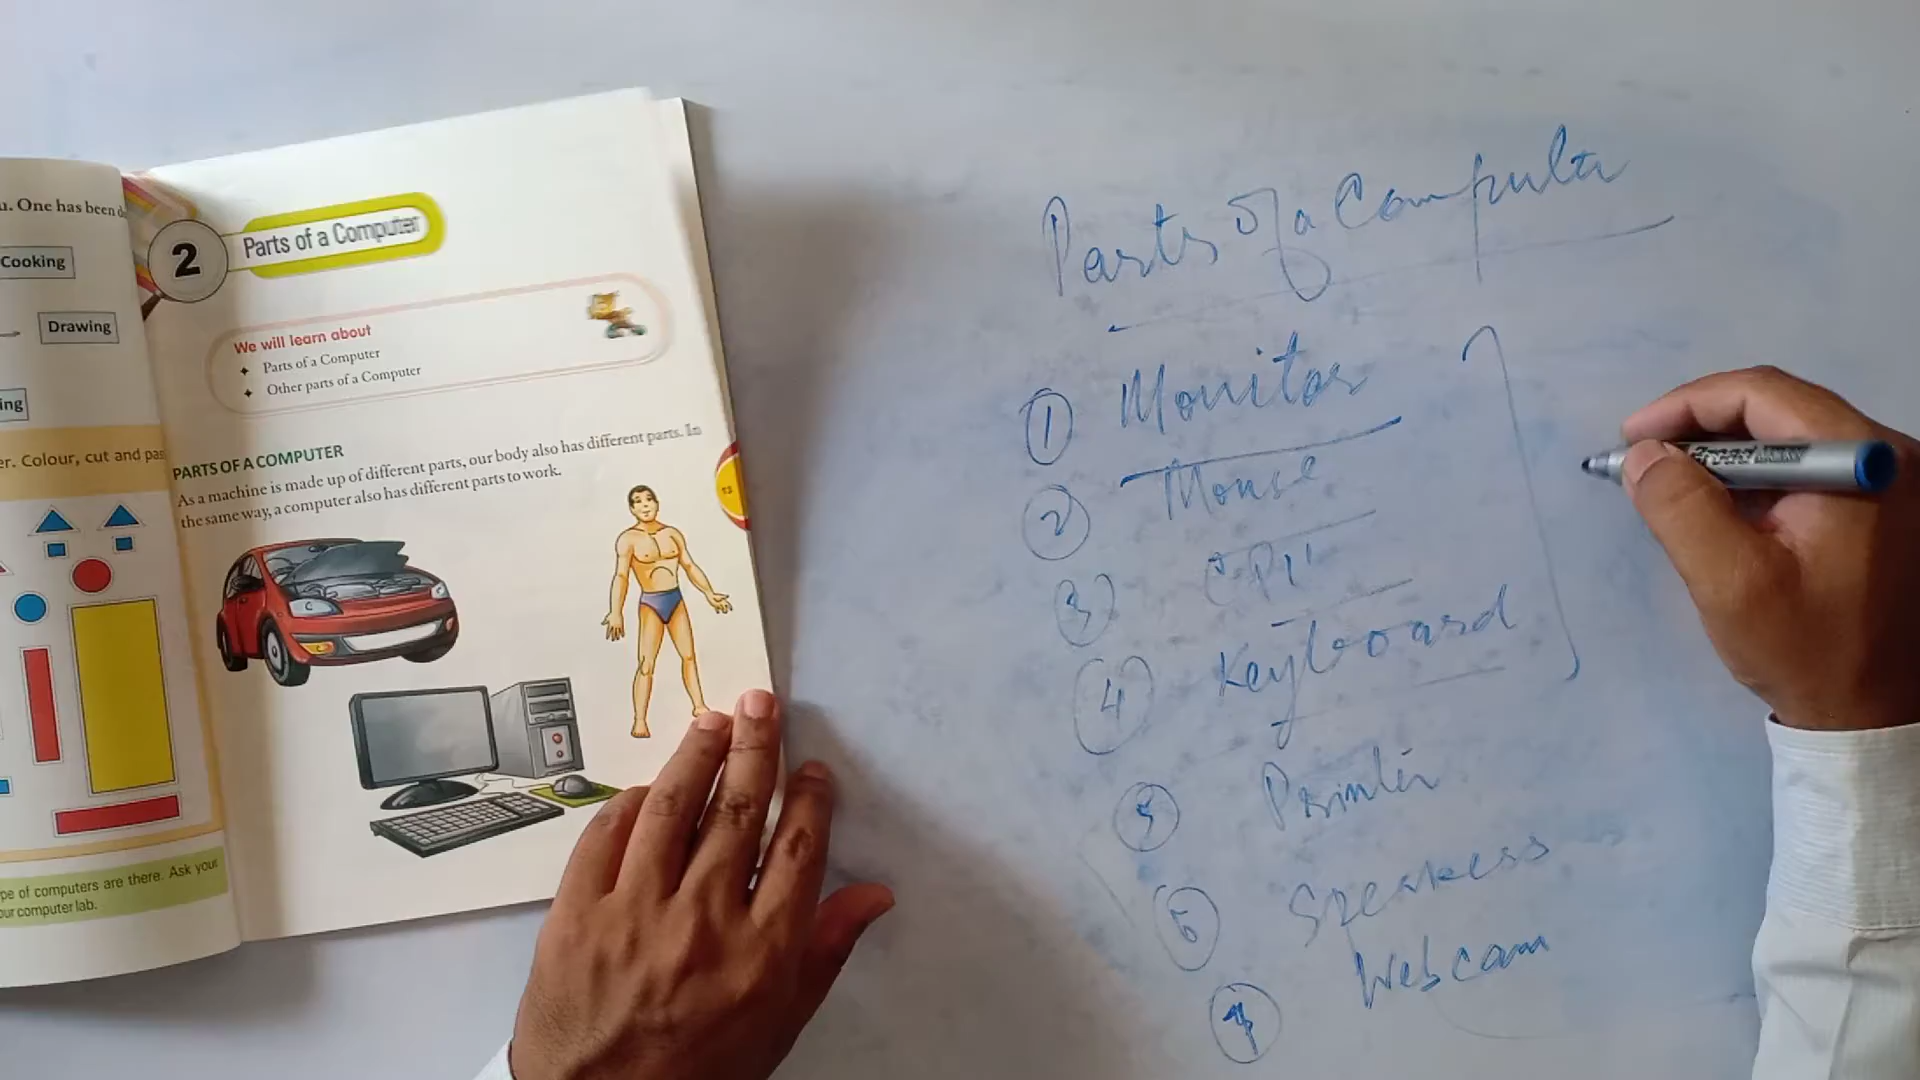 u. One has been d
Cooking
Drawing
ing
er. Colour, cut and pas
pe of computers are there. Ask your
our computer lab.
2
Parts of a Computer
We will learn about
Parts of a Computer
Other parts of a Computer
PARTS OF A COMPUTER
As a machine is made up of different parts, our body also has different parts. In
the same way, a computer also has different parts to work.
13
Parts of a Computer
1 Monitor
2 Mouse
3 CPU
4 Keyboard
5 Printer
6 Speakers
7 Webcam